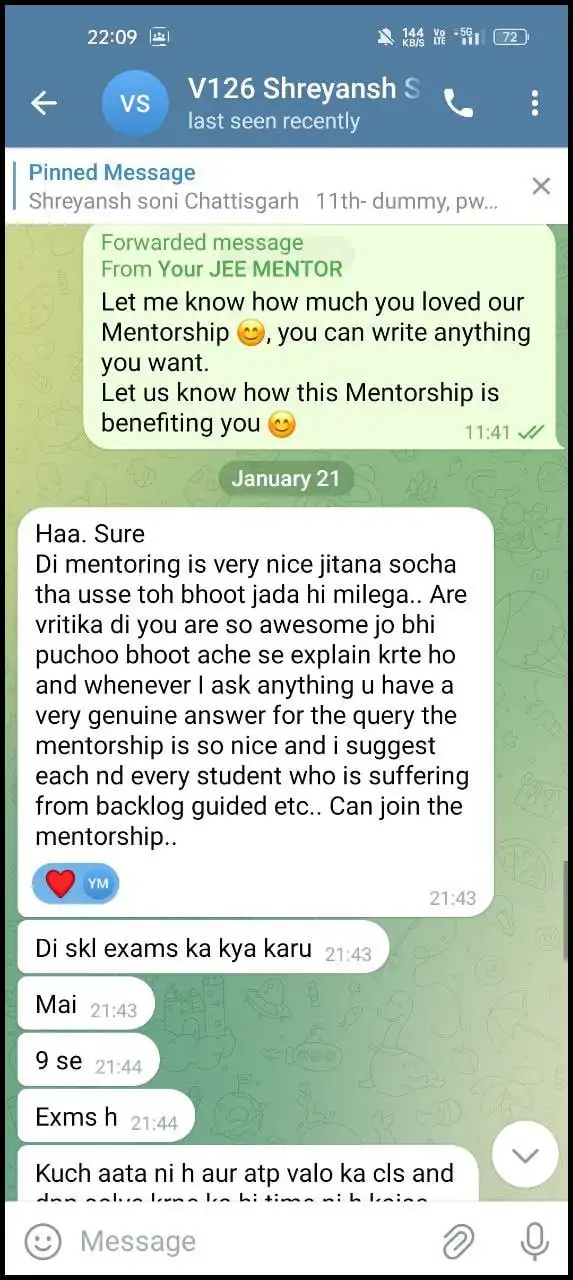 22:09
144 KB/S Vo LTE 5G 72
VS
V126 Shreyansh S
last seen recently
Pinned Message
Shreyansh soni Chattisgarh 11th- dummy, pw...
Forwarded message
From Your JEE MENTOR
Let me know how much you loved our
Mentorship 😊, you can write anything
you want.
Let us know how this Mentorship is
benefiting you 😊
11:41
January 21
Haa. Sure
Di mentoring is very nice jitana socha
tha usse toh bhoot jada hi milega.. Are
vritika di you are so awesome jo bhi
puchoo bhoot ache se explain krte ho
and whenever I ask anything u have a
very genuine answer for the query the
mentorship is so nice and i suggest
each nd every student who is suffering
from backlog guided etc.. Can join the
mentorship..
❤️ YM
21:43
Di skl exams ka kya karu 21:43
Mai 21:43
9 se 21:44
Exms h 21:44
Kuch aata ni h aur atp valo ka cls and
Message